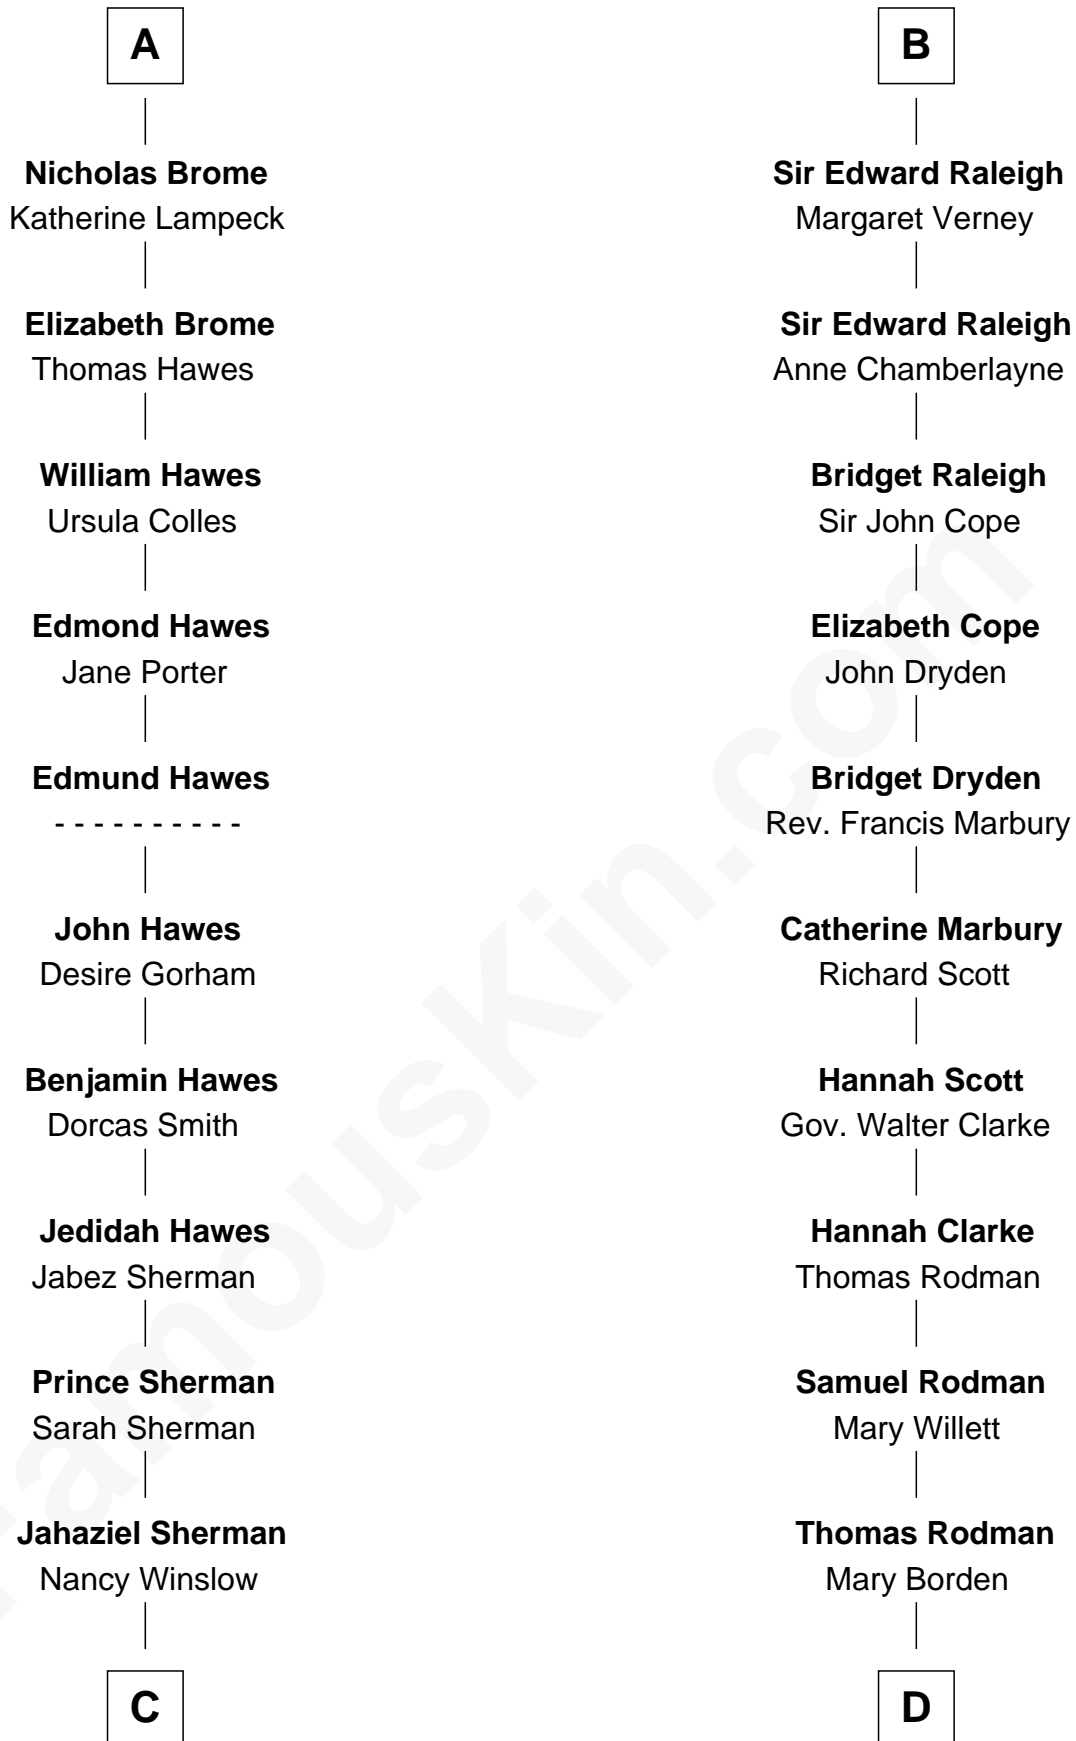 A
Nicholas Brome
Katherine Lampeck
Elizabeth Brome
Thomas Hawes
William Hawes
Ursula Colles
Edmond Hawes
Jane Porter
Edmund Hawes
- - - - - - - - - -
John Hawes
Desire Gorham
Benjamin Hawes
Dorcas Smith
Jedidah Hawes
Jabez Sherman
Prince Sherman
Sarah Sherman
Jahaziel Sherman
Nancy Winslow
C
B
Sir Edward Raleigh
Margaret Verney
Sir Edward Raleigh
Anne Chamberlayne
Bridget Raleigh
Sir John Cope
Elizabeth Cope
John Dryden
Bridget Dryden
Rev. Francis Marbury
Catherine Marbury
Richard Scott
Hannah Scott
Gov. Walter Clarke
Hannah Clarke
Thomas Rodman
Samuel Rodman
Mary Willett
Thomas Rodman
Mary Borden
D
FamousKin.com